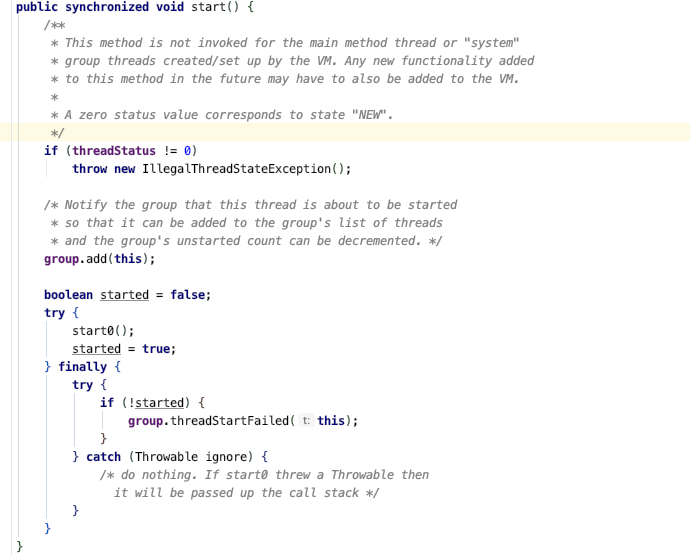 public synchronized void start() {
/**
* This method is not invoked for the main method thread or "system"
* group threads created/set up by the VM. Any new functionality added
* to this method in the future may have to also be added to the VM.
*
* A zero status value corresponds to state "NEW".
*/
if (threadStatus != 0)
throw new IllegalThreadStateException();
/* Notify the group that this thread is about to be started
* so that it can be added to the group's list of threads
* and the group's unstarted count can be decremented. */
group.add(this);
boolean started = false;
try {
start0();
started = true;
} finally {
try {
if (!started) {
group.threadStartFailed( t: this);
}
} catch (Throwable ignore) {
/* do nothing. If start0 threw a Throwable then
it will be passed up the call stack */
}
}
}